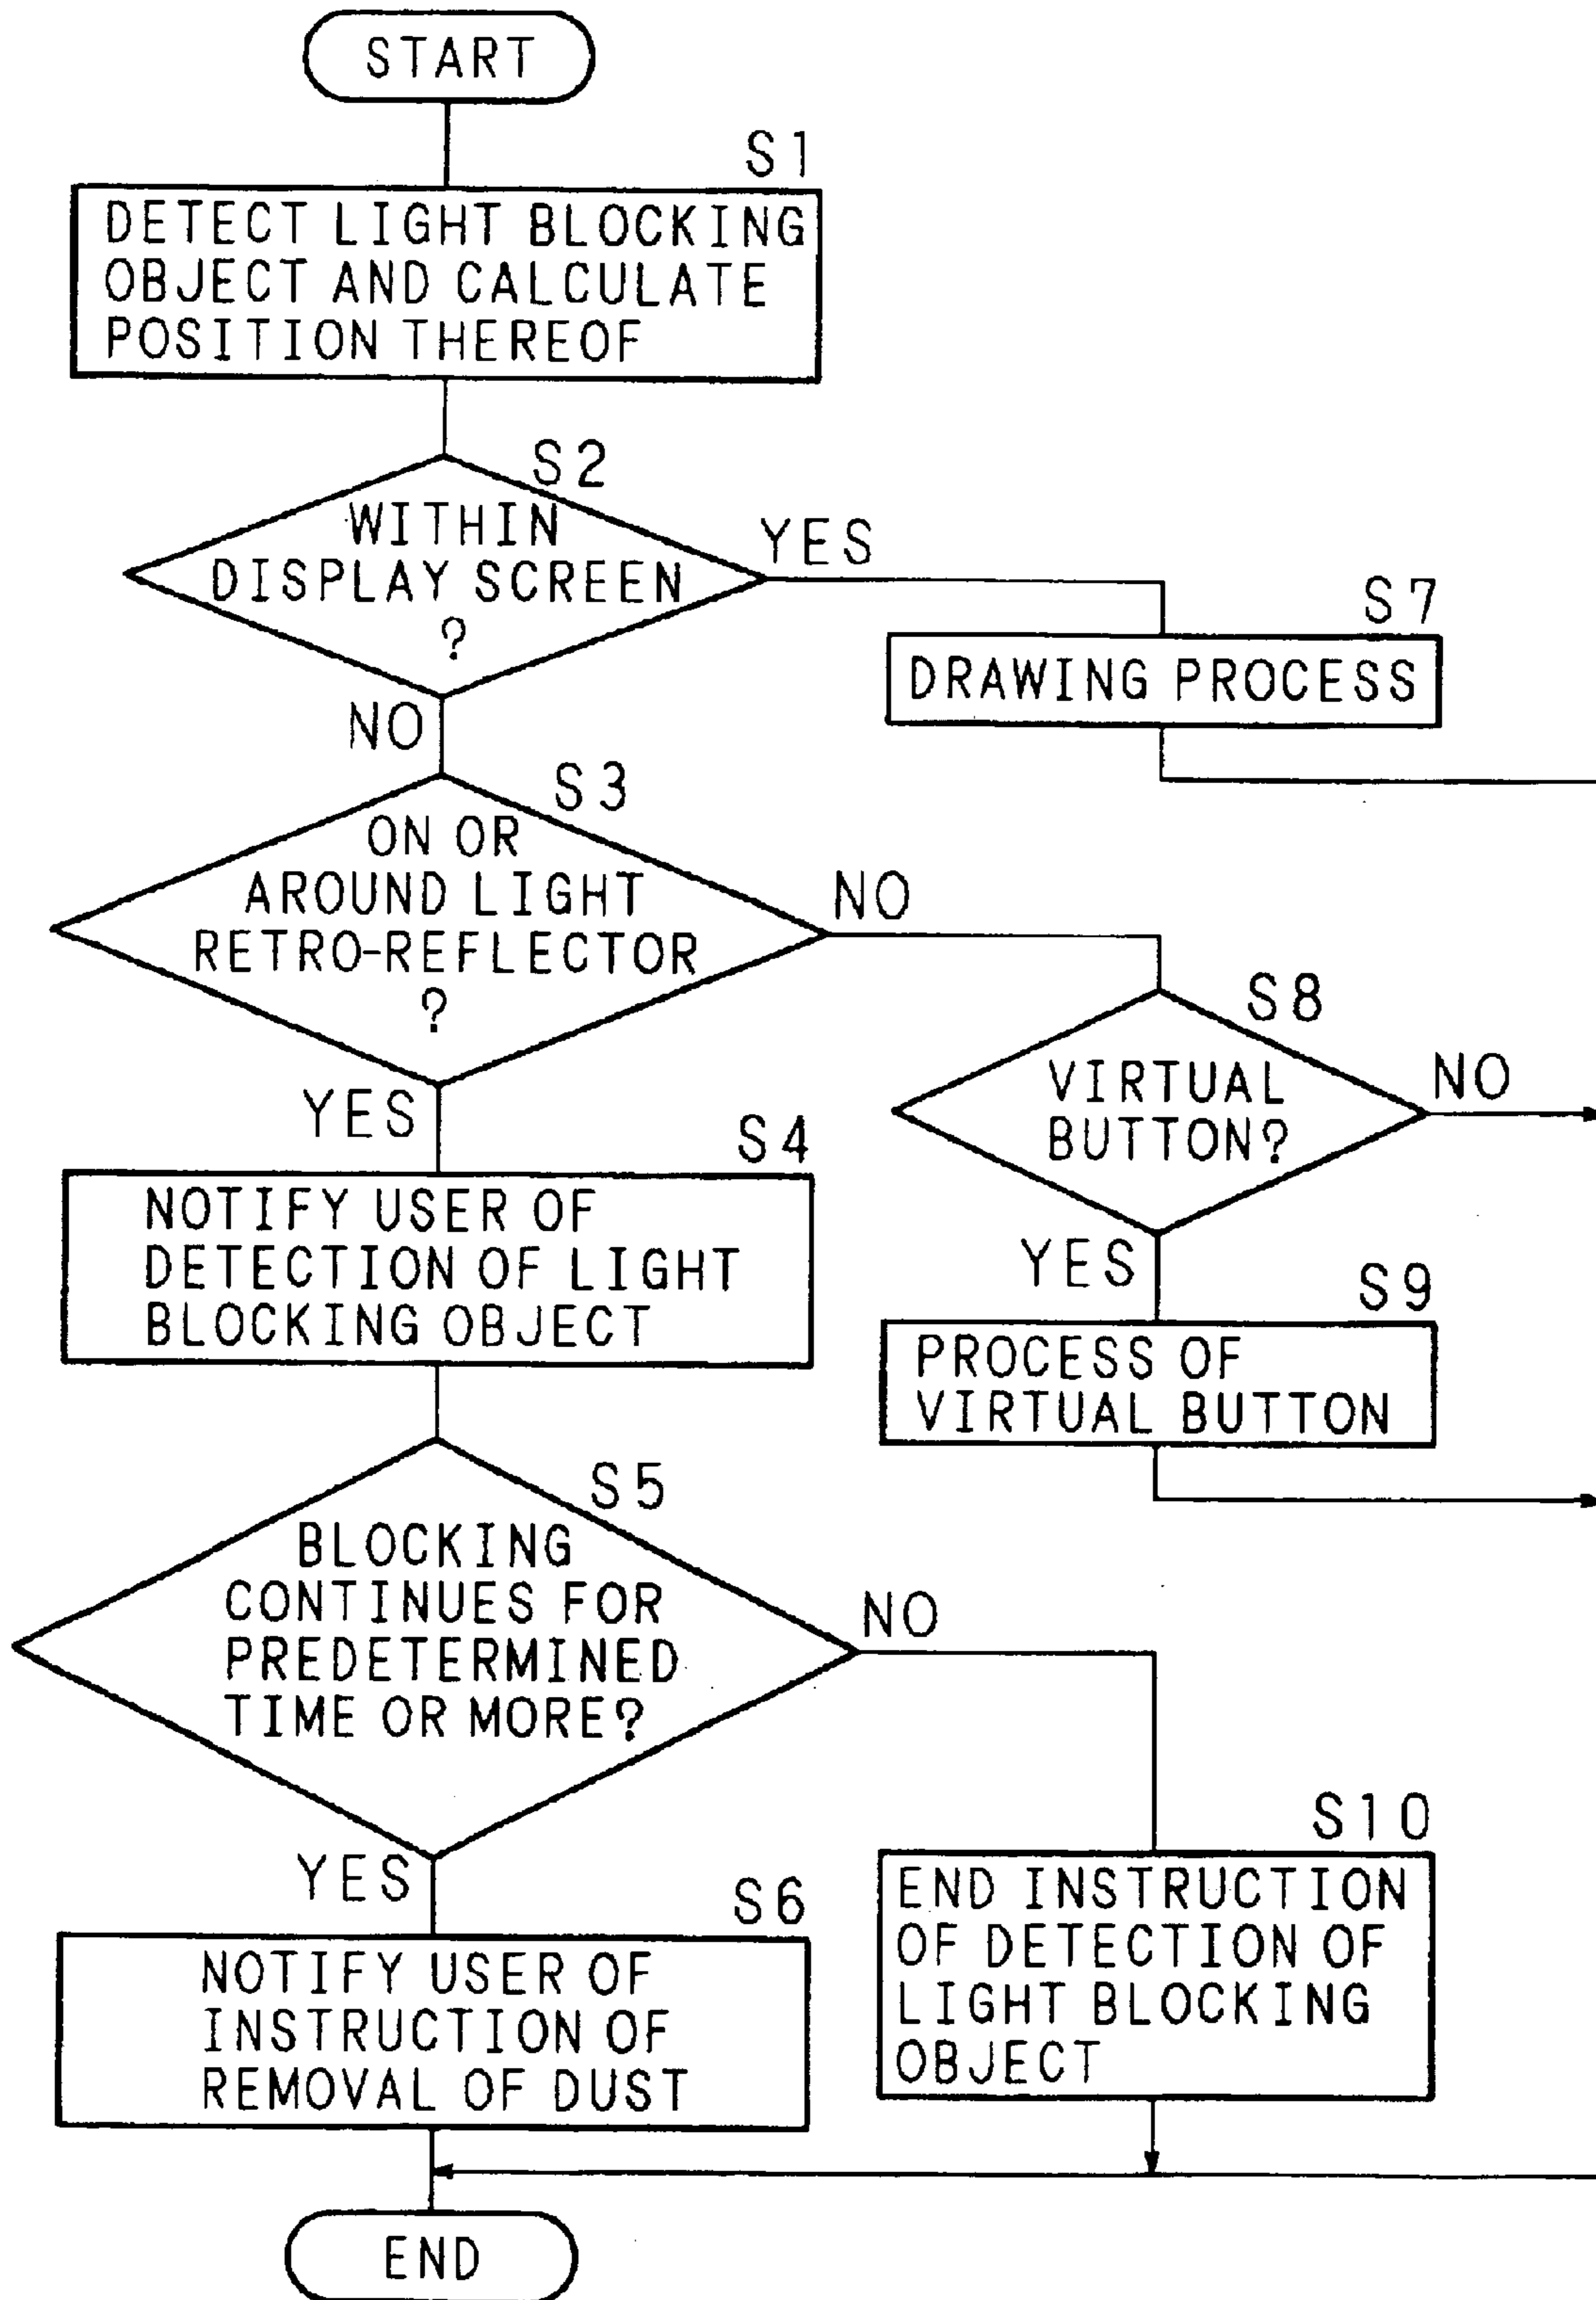 START
S1
DETECT LIGHT BLOCKING
OBJECT AND CALCULATE
POSITION THEREOF
S2
WITHIN
DISPLAY SCREEN
?
YES
NO
S7
DRAWING PROCESS
S3
ON OR
AROUND LIGHT
RETRO-REFLECTOR
?
NO
YES
S8
VIRTUAL
BUTTON?
NO
YES
S4
NOTIFY USER OF
DETECTION OF LIGHT
BLOCKING OBJECT
S9
PROCESS OF
VIRTUAL BUTTON
S5
BLOCKING
CONTINUES FOR
PREDETERMINED
TIME OR MORE?
NO
YES
S10
END INSTRUCTION
OF DETECTION OF
LIGHT BLOCKING
OBJECT
S6
NOTIFY USER OF
INSTRUCTION OF
REMOVAL OF DUST
END